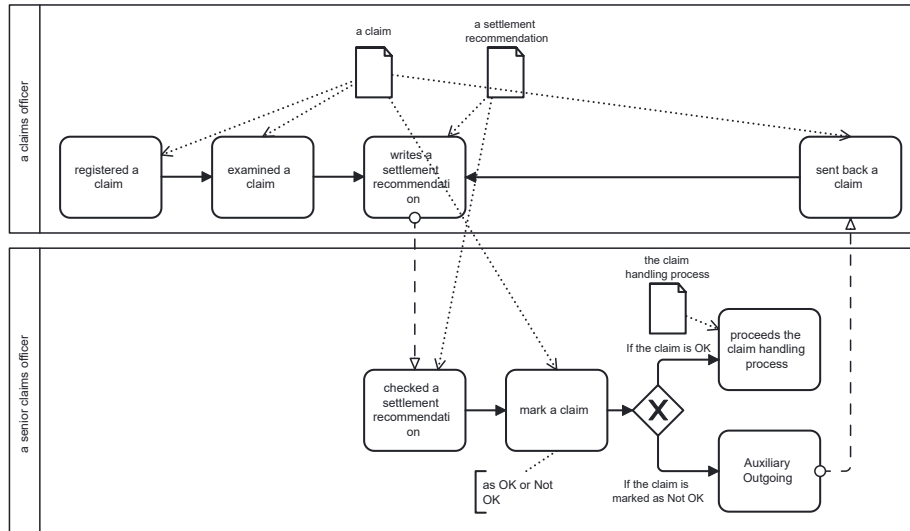 a claims officer
a claim
a settlement
recommendation
registered a
claim
examined a
claim
writes a
settlement
recommendati
on
sent back a
claim
a senior claims officer
the claim
handling process
If the claim is OK
proceeds the
claim handling
process
checked a
settlement
recommendati
on
mark a claim
X
as OK or Not
OK
If the claim is
marked as Not OK
Auxiliary
Outgoing